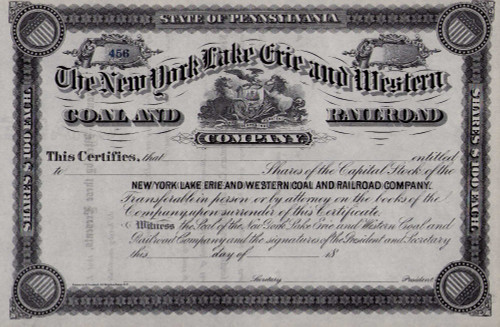 STATE OF PENNSYLVANIA
456
The New York Lake Erie and Western
COAL AND RAILROAD
COMPANY
SHARES $100 EACH.
SHARES $100 EACH.
This Certifies, that entitled
to Shares of the Capital Stock of the
NEW YORK LAKE ERIE AND WESTERN COAL AND RAILROAD COMPANY.
Transferable in person or by attorney on the books of the
Company upon surrender of this Certificate.
Witness The Seal of the New York Lake Erie and Western Coal and
Railroad Company and the signatures of the President and Secretary
this day of 18
Secretary President